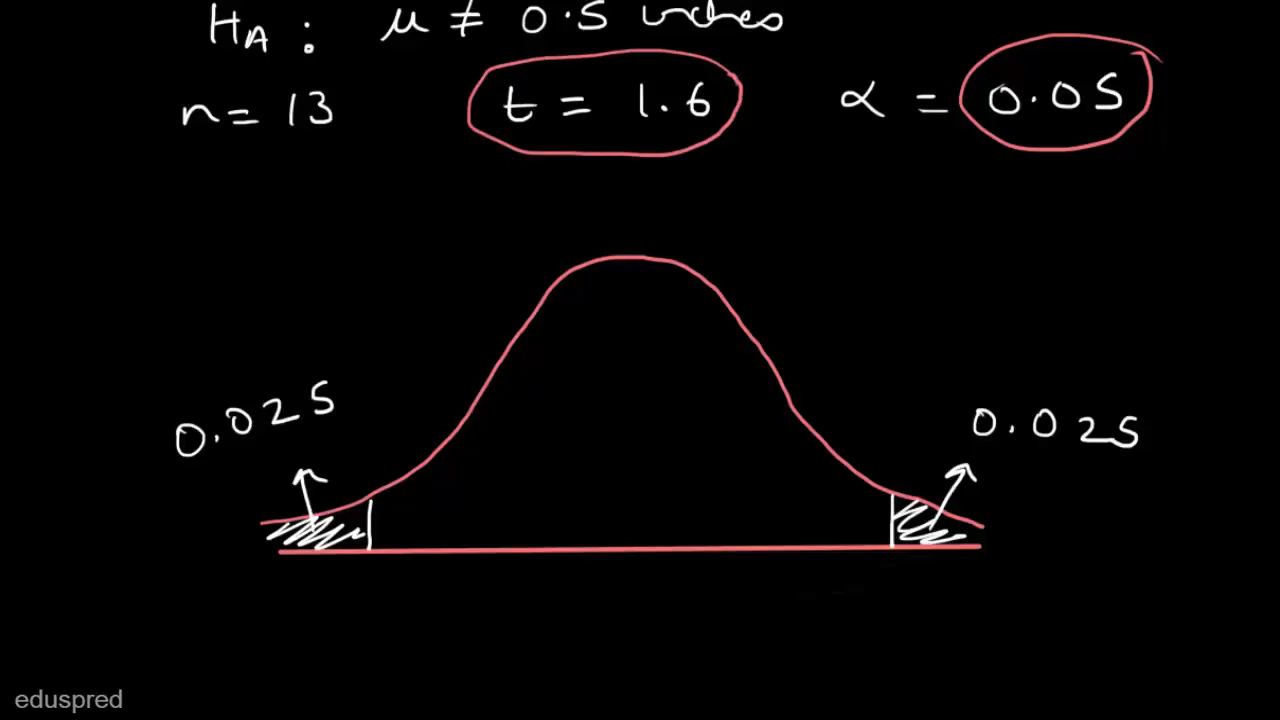 H_A : μ ≠ 0.5 inches
n = 13 t = 1.6 α = 0.05
0.025 0.025
eduspred